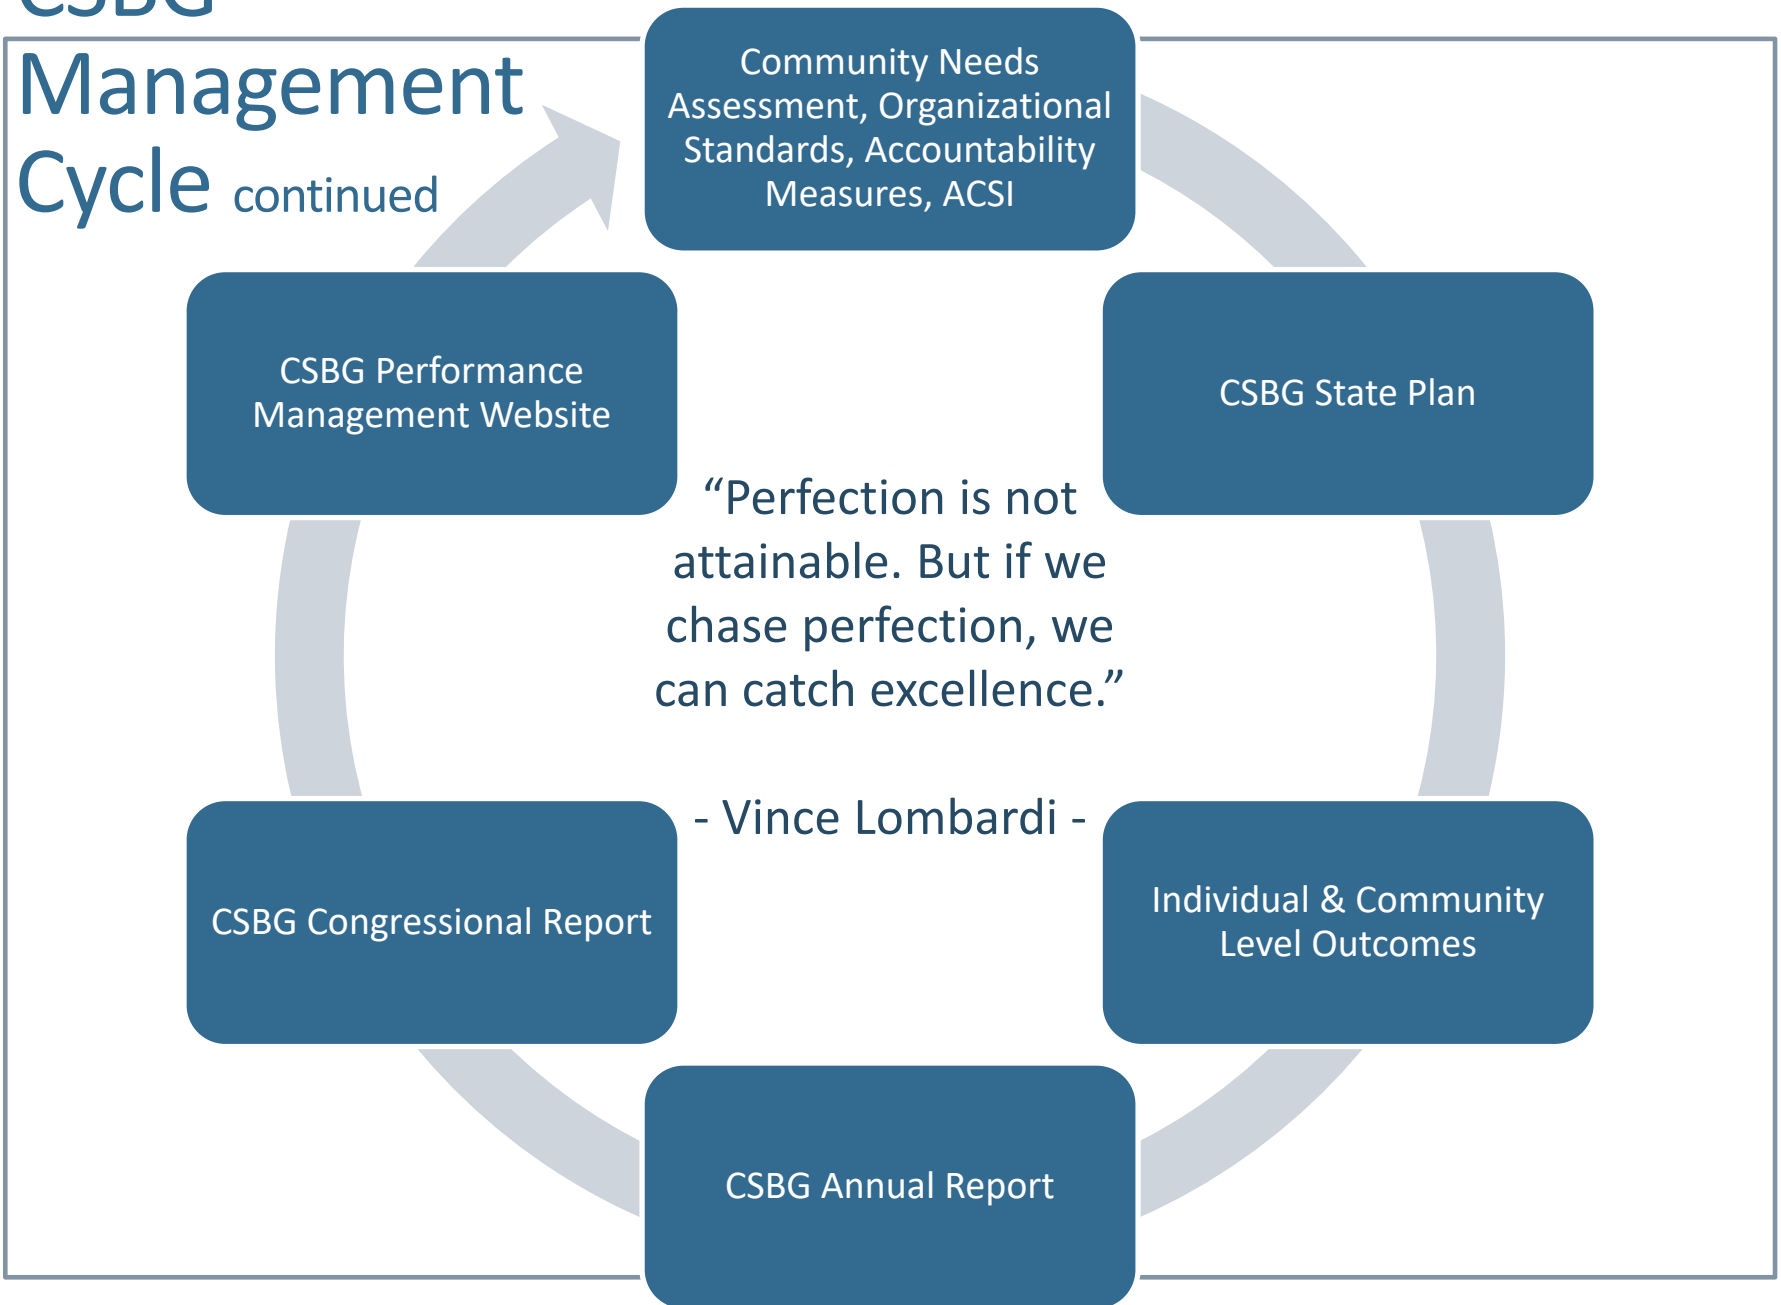 CSBG
Management
Cycle continued
Community Needs
Assessment, Organizational
Standards, Accountability
Measures, ACSI
CSBG State Plan
Individual & Community
Level Outcomes
CSBG Annual Report
CSBG Congressional Report
CSBG Performance
Management Website
“Perfection is not
attainable. But if we
chase perfection, we
can catch excellence.”
- Vince Lombardi -